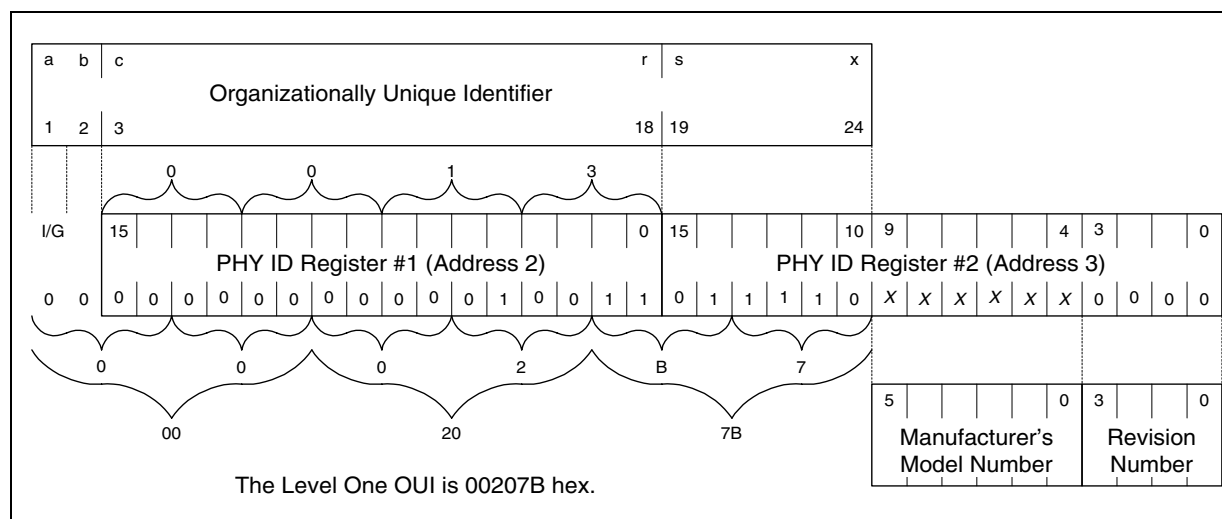 a b c r s x
Organizationally Unique Identifier
1 2 3 18 19 24
0 0 1 3
I/G 15 0 15 10 9 4 3 0
PHY ID Register #1 (Address 2) PHY ID Register #2 (Address 3)
0 0 0 0 0 0 0 0 0 0 0 0 0 1 0 0 1 1 0 1 1 1 1 0 X X X X X X 0 0 0 0
0 0 0 2 B 7
5 0 3 0
00 20 7B
Manufacturer's Revision
Model Number Number
The Level One OUI is 00207B hex.